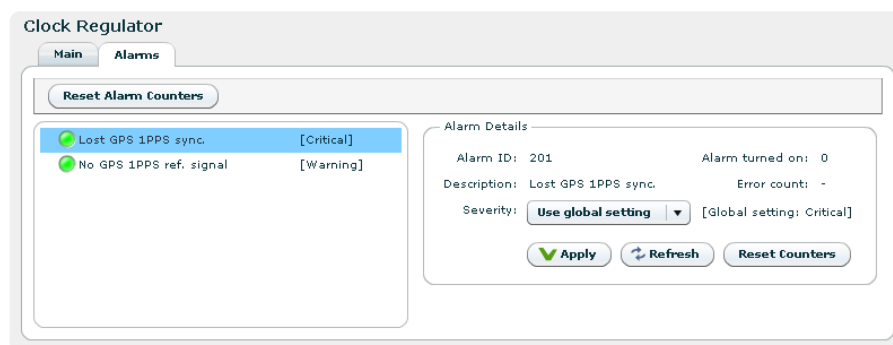 Clock Regulator
Main Alarms
Reset Alarm Counters
Lost GPS 1PPS sync. [Critical]
No GPS 1PPS ref. signal [Warning]
Alarm Details
Alarm ID: 201 Alarm turned on: 0
Description: Lost GPS 1PPS sync. Error count: -
Severity: Use global setting [Global setting: Critical]
Apply Refresh Reset Counters